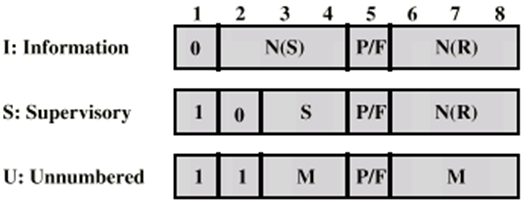 1 2 3 4 5 6 7 8
I: Information 0 N(S) P/F N(R)
S: Supervisory 1 0 S P/F N(R)
U: Unnumbered 1 1 M P/F M